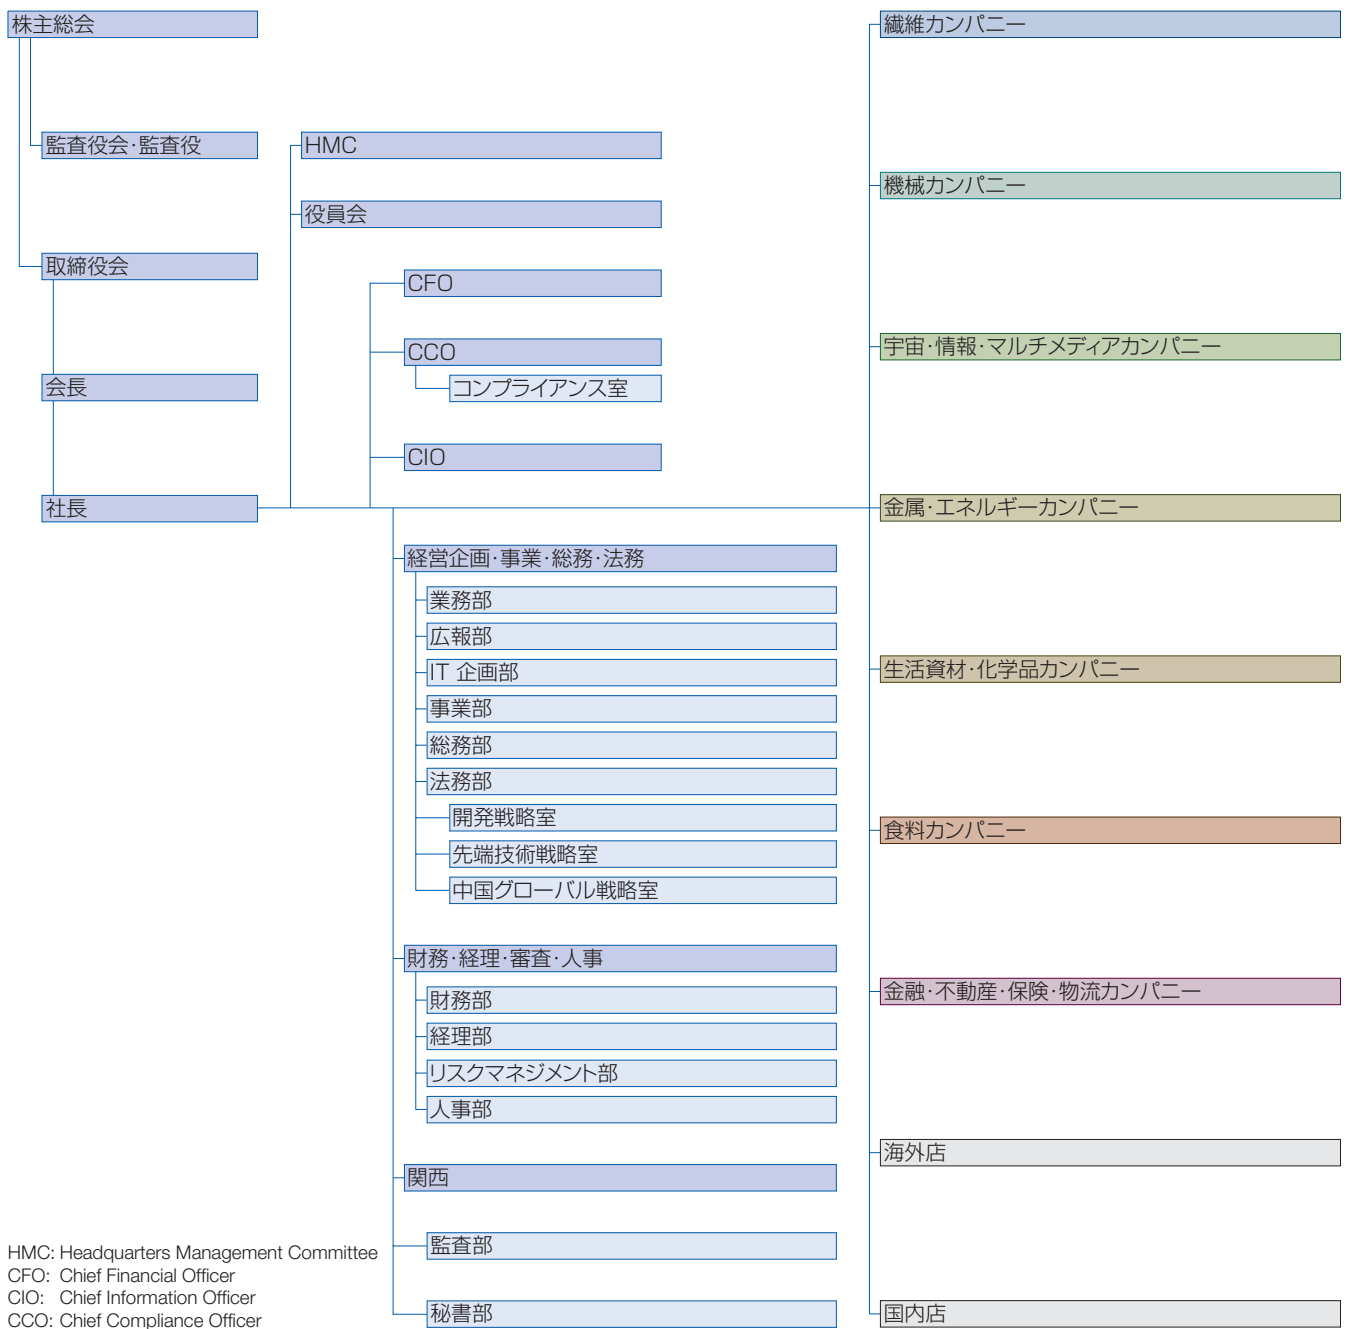 株主総会
監査役会・監査役
取締役会
会長
社長
HMC
役員会
CFO
CCO
コンプライアンス室
CIO
経営企画・事業・総務・法務
業務部
広報部
IT 企画部
事業部
総務部
法務部
開発戦略室
先端技術戦略室
中国グローバル戦略室
財務・経理・審査・人事
財務部
経理部
リスクマネジメント部
人事部
関西
監査部
秘書部
繊維カンパニー
機械カンパニー
宇宙・情報・マルチメディアカンパニー
金属・エネルギーカンパニー
生活資材・化学品カンパニー
食料カンパニー
金融・不動産・保険・物流カンパニー
海外店
国内店
HMC: Headquarters Management Committee
CFO: Chief Financial Officer
CIO: Chief Information Officer
CCO: Chief Compliance Officer